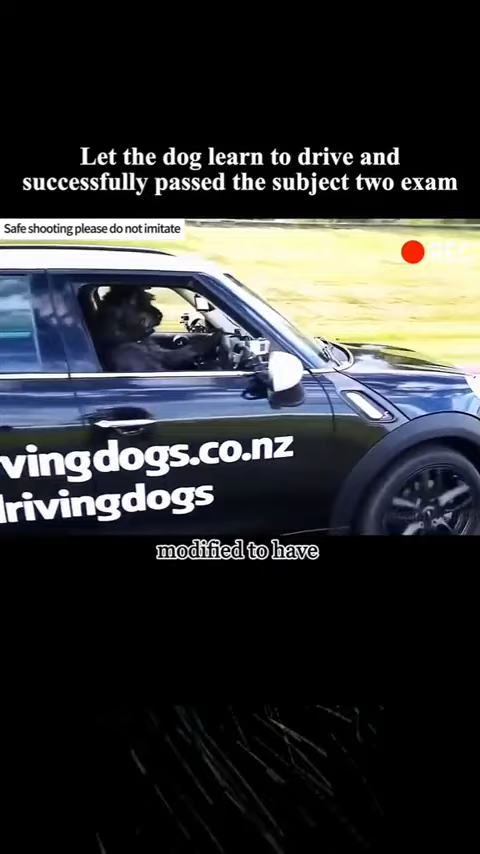 Let the dog learn to drive and
successfully passed the subject two exam
Safe shooting please do not imitate
REC
vingdogs.co.nz
drivingdogs
modified to have